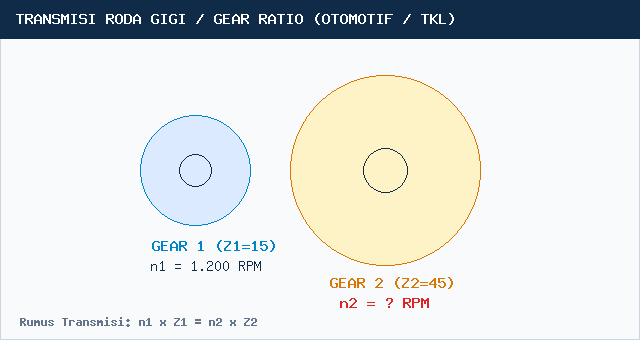 TRANSMISI RODA GIGI / GEAR RATIO (OTOMOTIF / TKL)
GEAR 1 (Z1=15)
n1 = 1.200 RPM
GEAR 2 (Z2=45)
n2 = ? RPM
Rumus Transmisi: n1 x Z1 = n2 x Z2